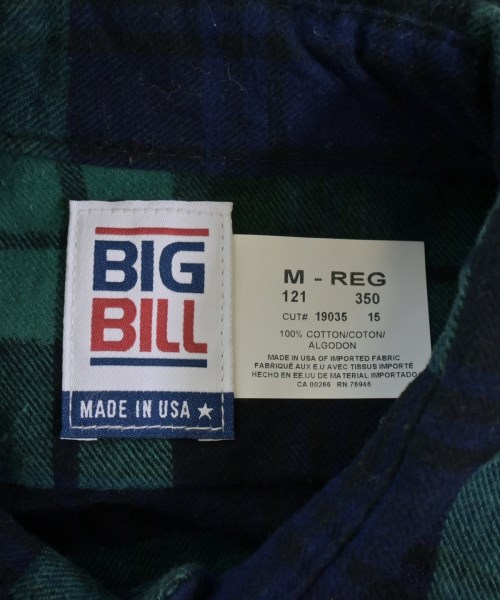 BIG
BILL
MADE IN USA ★
M - REG
121 350
CUT# 19035 15
100% COTTON/COTON/
ALGODON
MADE IN USA OF IMPORTED FABRIC
FABRIQUÉ AUX E.U AVEC TISSUS IMPORTÉ
HECHO EN EE.UU DE MATERIAL IMPORTADO
CA 00266 RN 76946